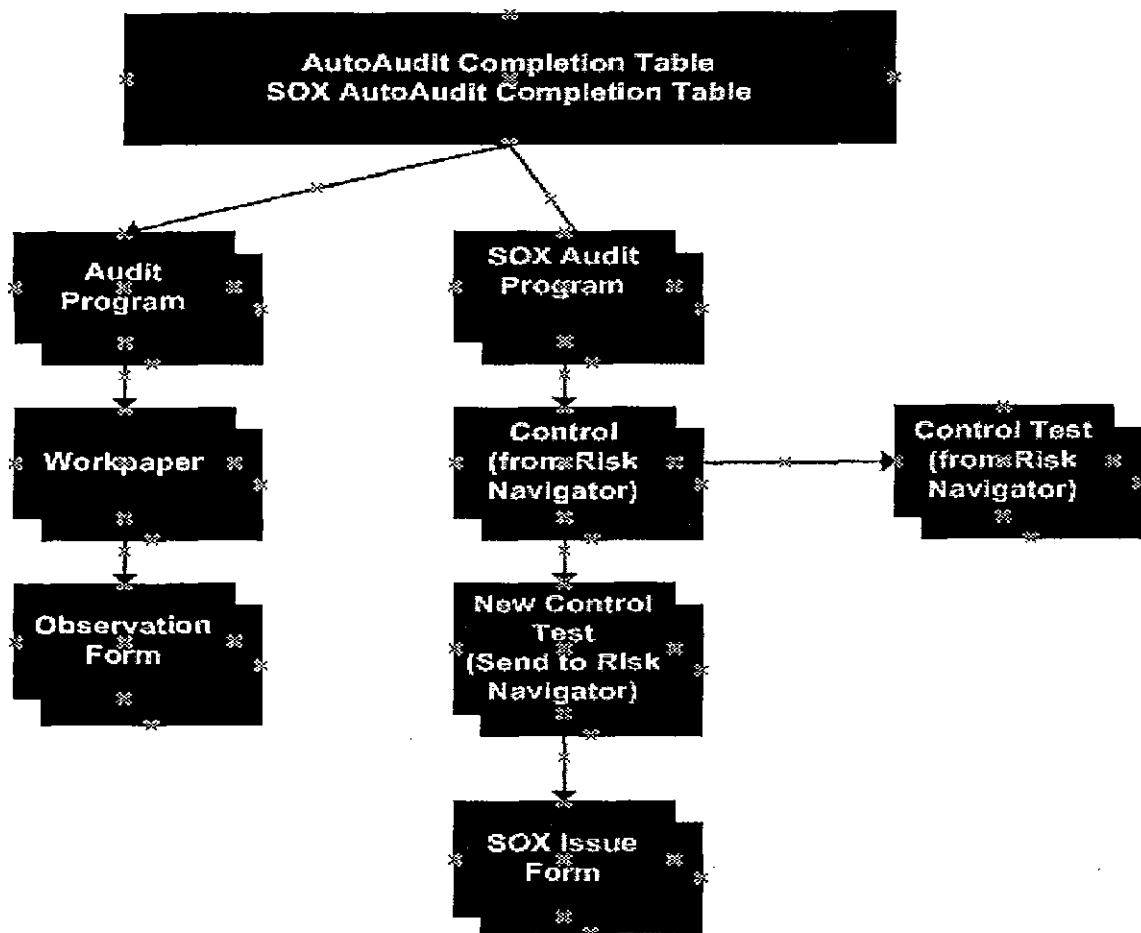 AutoAudit Completion Table
SOX AutoAudit Completion Table
Audit
Program
SOX Audit
Program
Workpaper
Control
(from Risk
Navigator)
Control Test
(from Risk
Navigator)
Observation
Form
New Control
Test
(Send to Risk
Navigator)
SOX Issue
Form